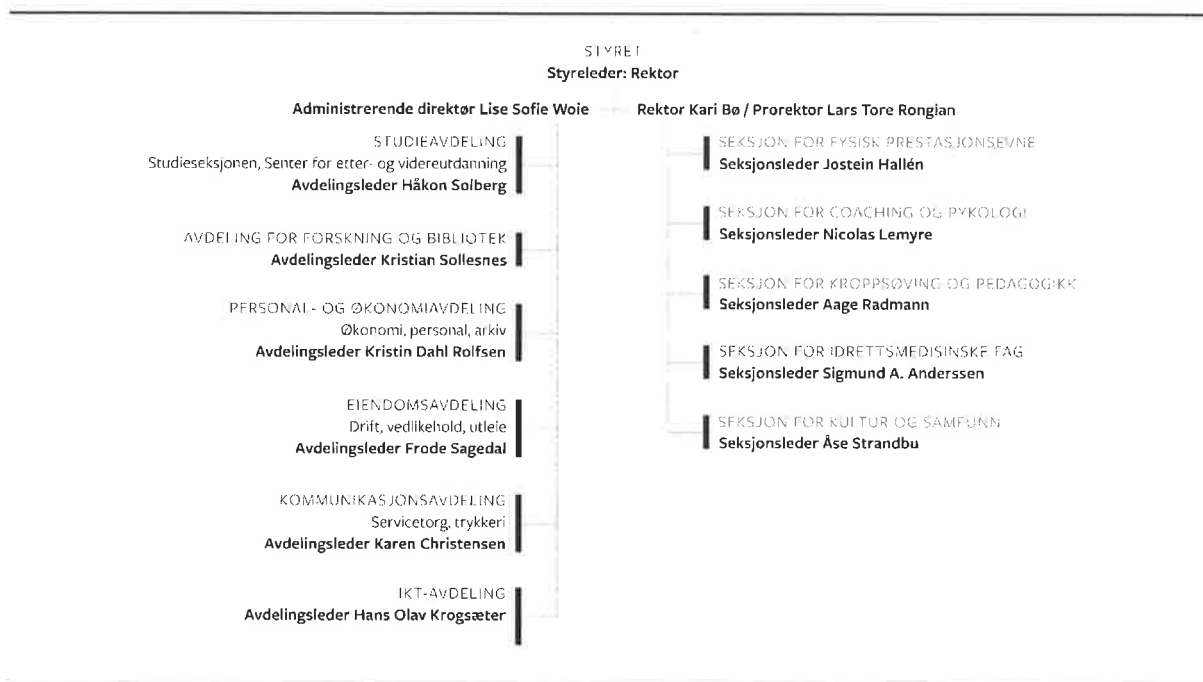 STYRET
Styreleder: Rektor
Administrerende direktør Lise Sofie Woie
Rektor Kari Bø / Prorektor Lars Tore Rongian
STUDIEAVDELING
Studieseksjonen, Senter for etter- og videreutdanning
Avdelingsleder Håkon Solberg
AVDELING FOR FORSKNING OG BIBLIOTEK
Avdelingsleder Kristian Sollesnes
PERSONAL- OG ØKONOMIAVDELING
Økonomi, personal, arkiv
Avdelingsleder Kristin Dahl Rolfsen
EIENDOMSAVDELING
Drift, vedlikehold, utleie
Avdelingsleder Frode Sagedal
KOMMUNIKASJONSAVDELING
Servicetorg, trykkeri
Avdelingsleder Karen Christensen
IKT-AVDELING
Avdelingsleder Hans Olav Krogsæter
SEKSJON FOR FYSISK PRESTASJONSEVNE
Seksjonsleder Jostein Hallén
SEKSJON FOR COACHING OG PYKOLOGI
Seksjonsleder Nicolas Lemyre
SEKSJON FOR KROPPSØVING OG PEDAGOGIKK
Seksjonsleder Aage Radmann
SEKSJON FOR IDRETTSMEDISINSKE FAG
Seksjonsleder Sigmund A. Anderssen
SEKSJON FOR KULTUR OG SAMFUNN
Seksjonsleder Åse Strandbu